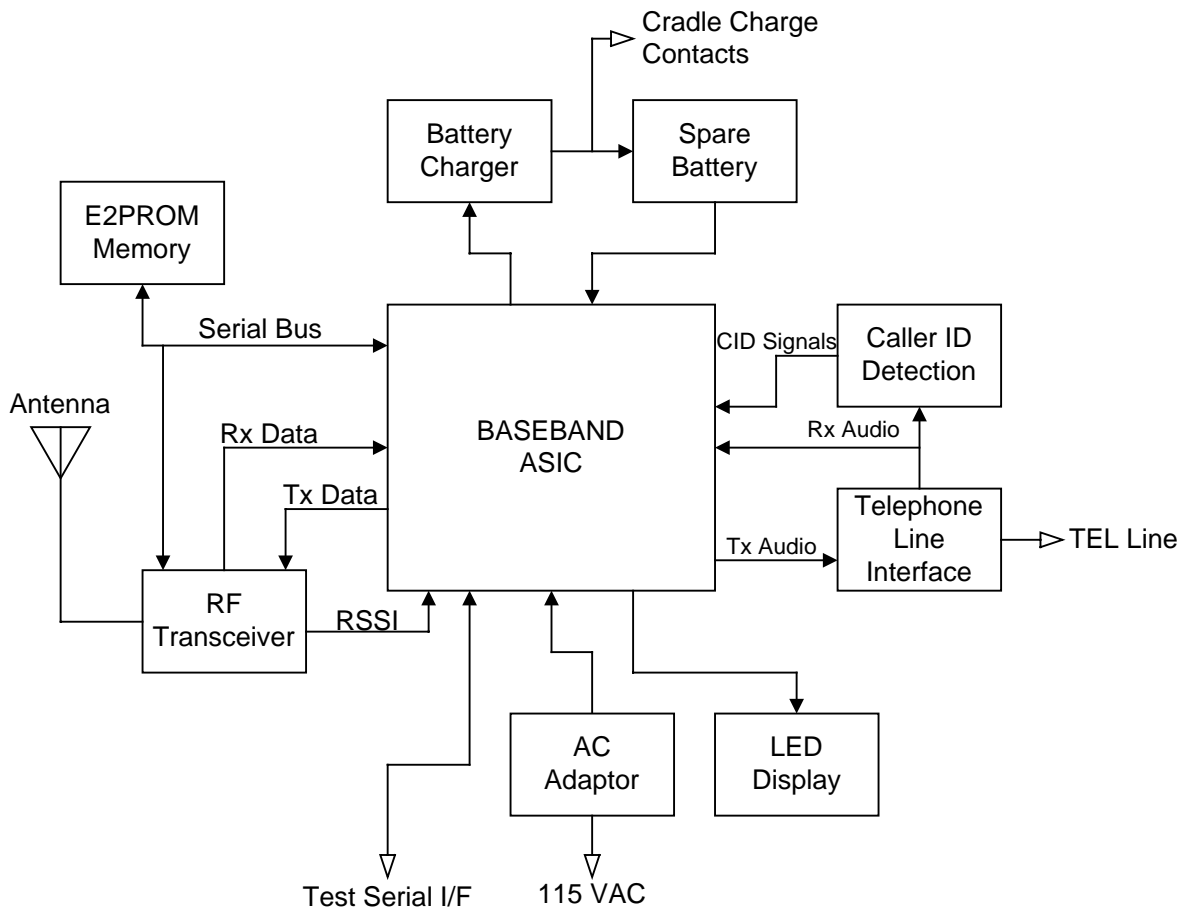 Cradle Charge
Contacts
Battery
Charger
Spare
Battery
E2PROM
Memory
Serial Bus
CID Signals
Caller ID
Detection
Antenna
Rx Data
BASEBAND
ASIC
Rx Audio
Tx Data
Telephone
Line
Interface
Tx Audio
TEL Line
RF
Transceiver
RSSI
AC
Adaptor
LED
Display
Test Serial I/F
115 VAC